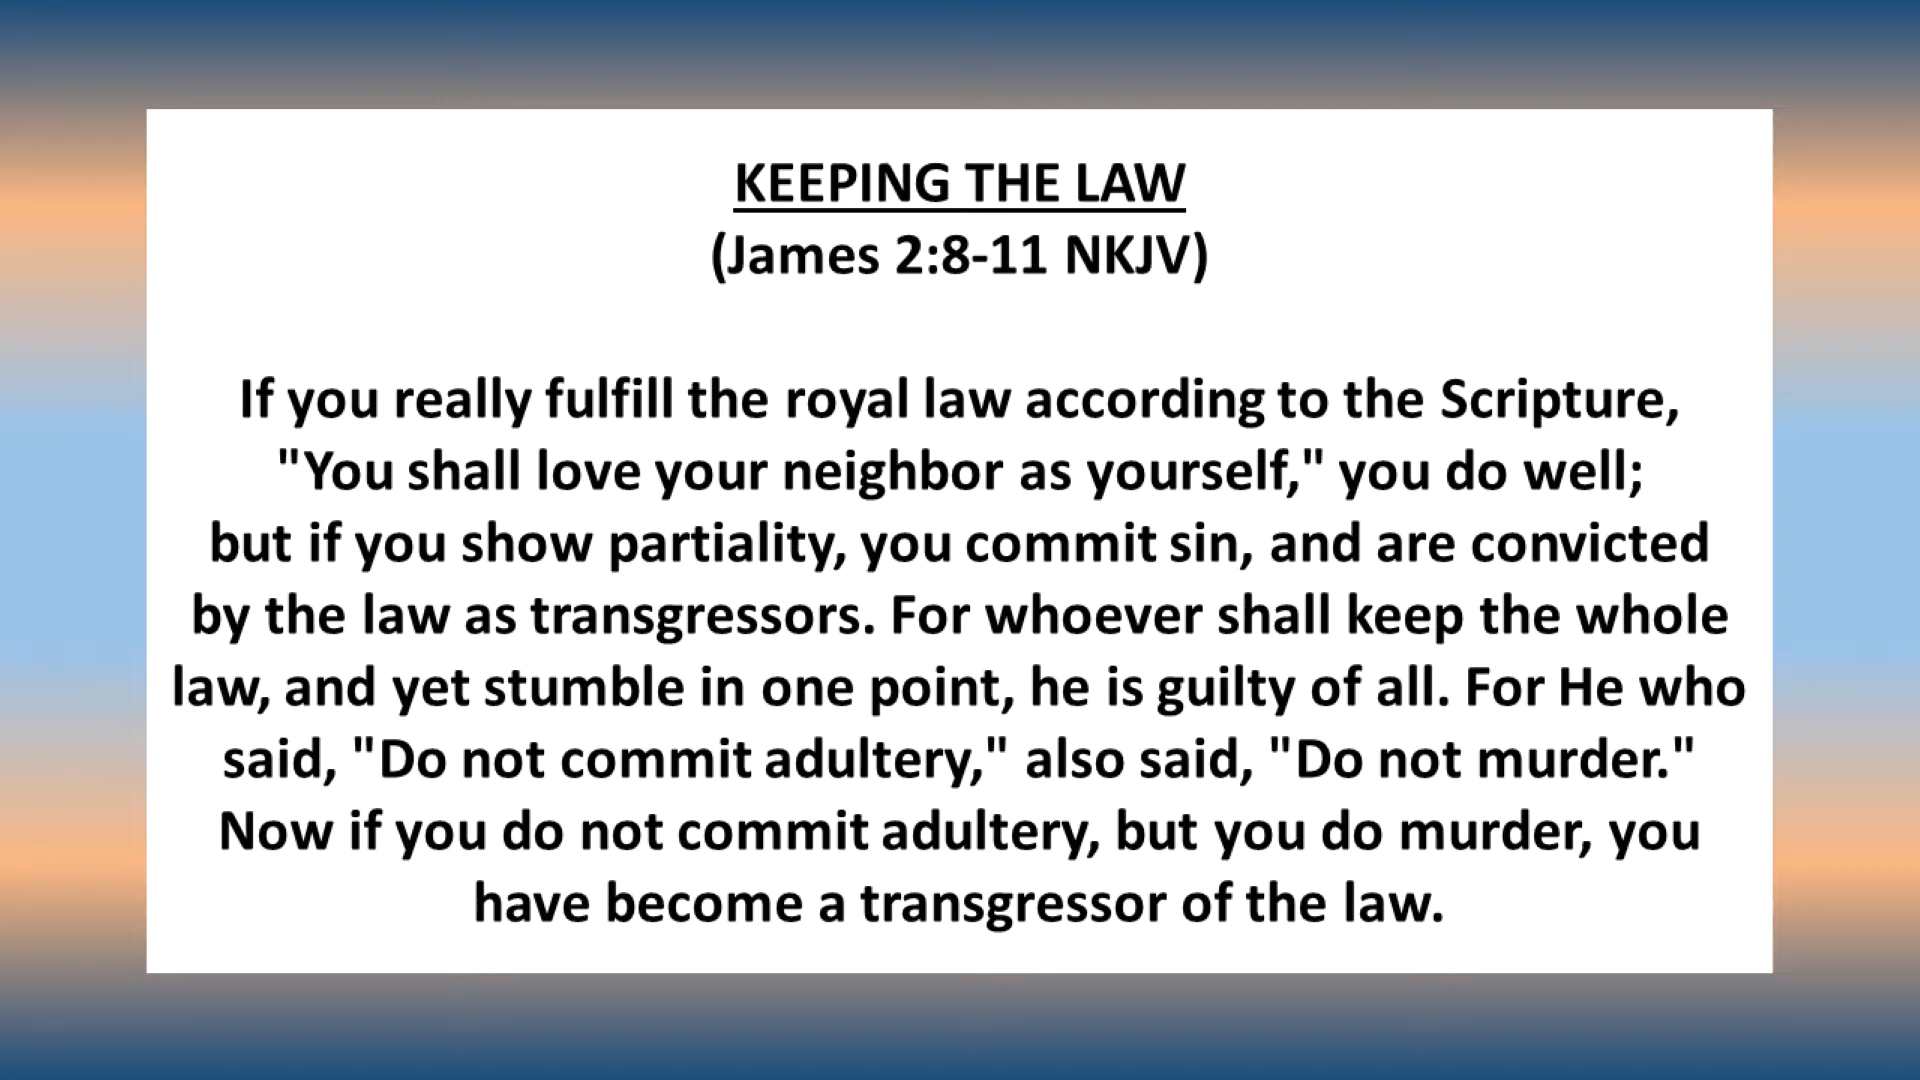 KEEPING THE LAW
(James 2:8-11 NKJV)
If you really fulfill the royal law according to the Scripture,
"You shall love your neighbor as yourself," you do well;
but if you show partiality, you commit sin, and are convicted
by the law as transgressors. For whoever shall keep the whole
law, and yet stumble in one point, he is guilty of all. For He who
said, "Do not commit adultery," also said, "Do not murder."
Now if you do not commit adultery, but you do murder, you
have become a transgressor of the law.